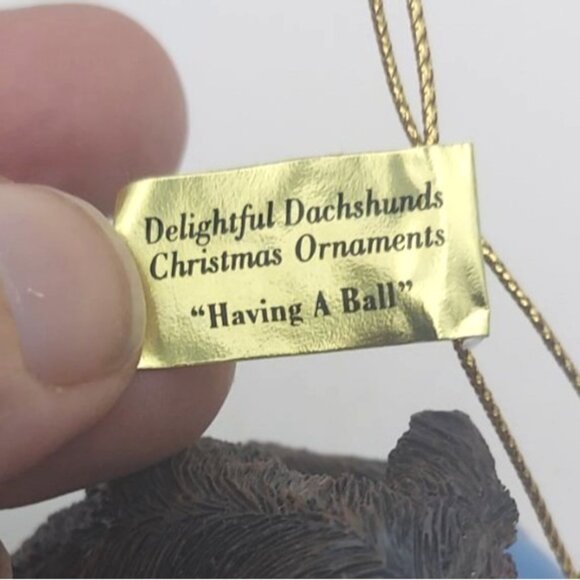 Delightful Dachshunds
Christmas Ornaments
“Having A Ball”